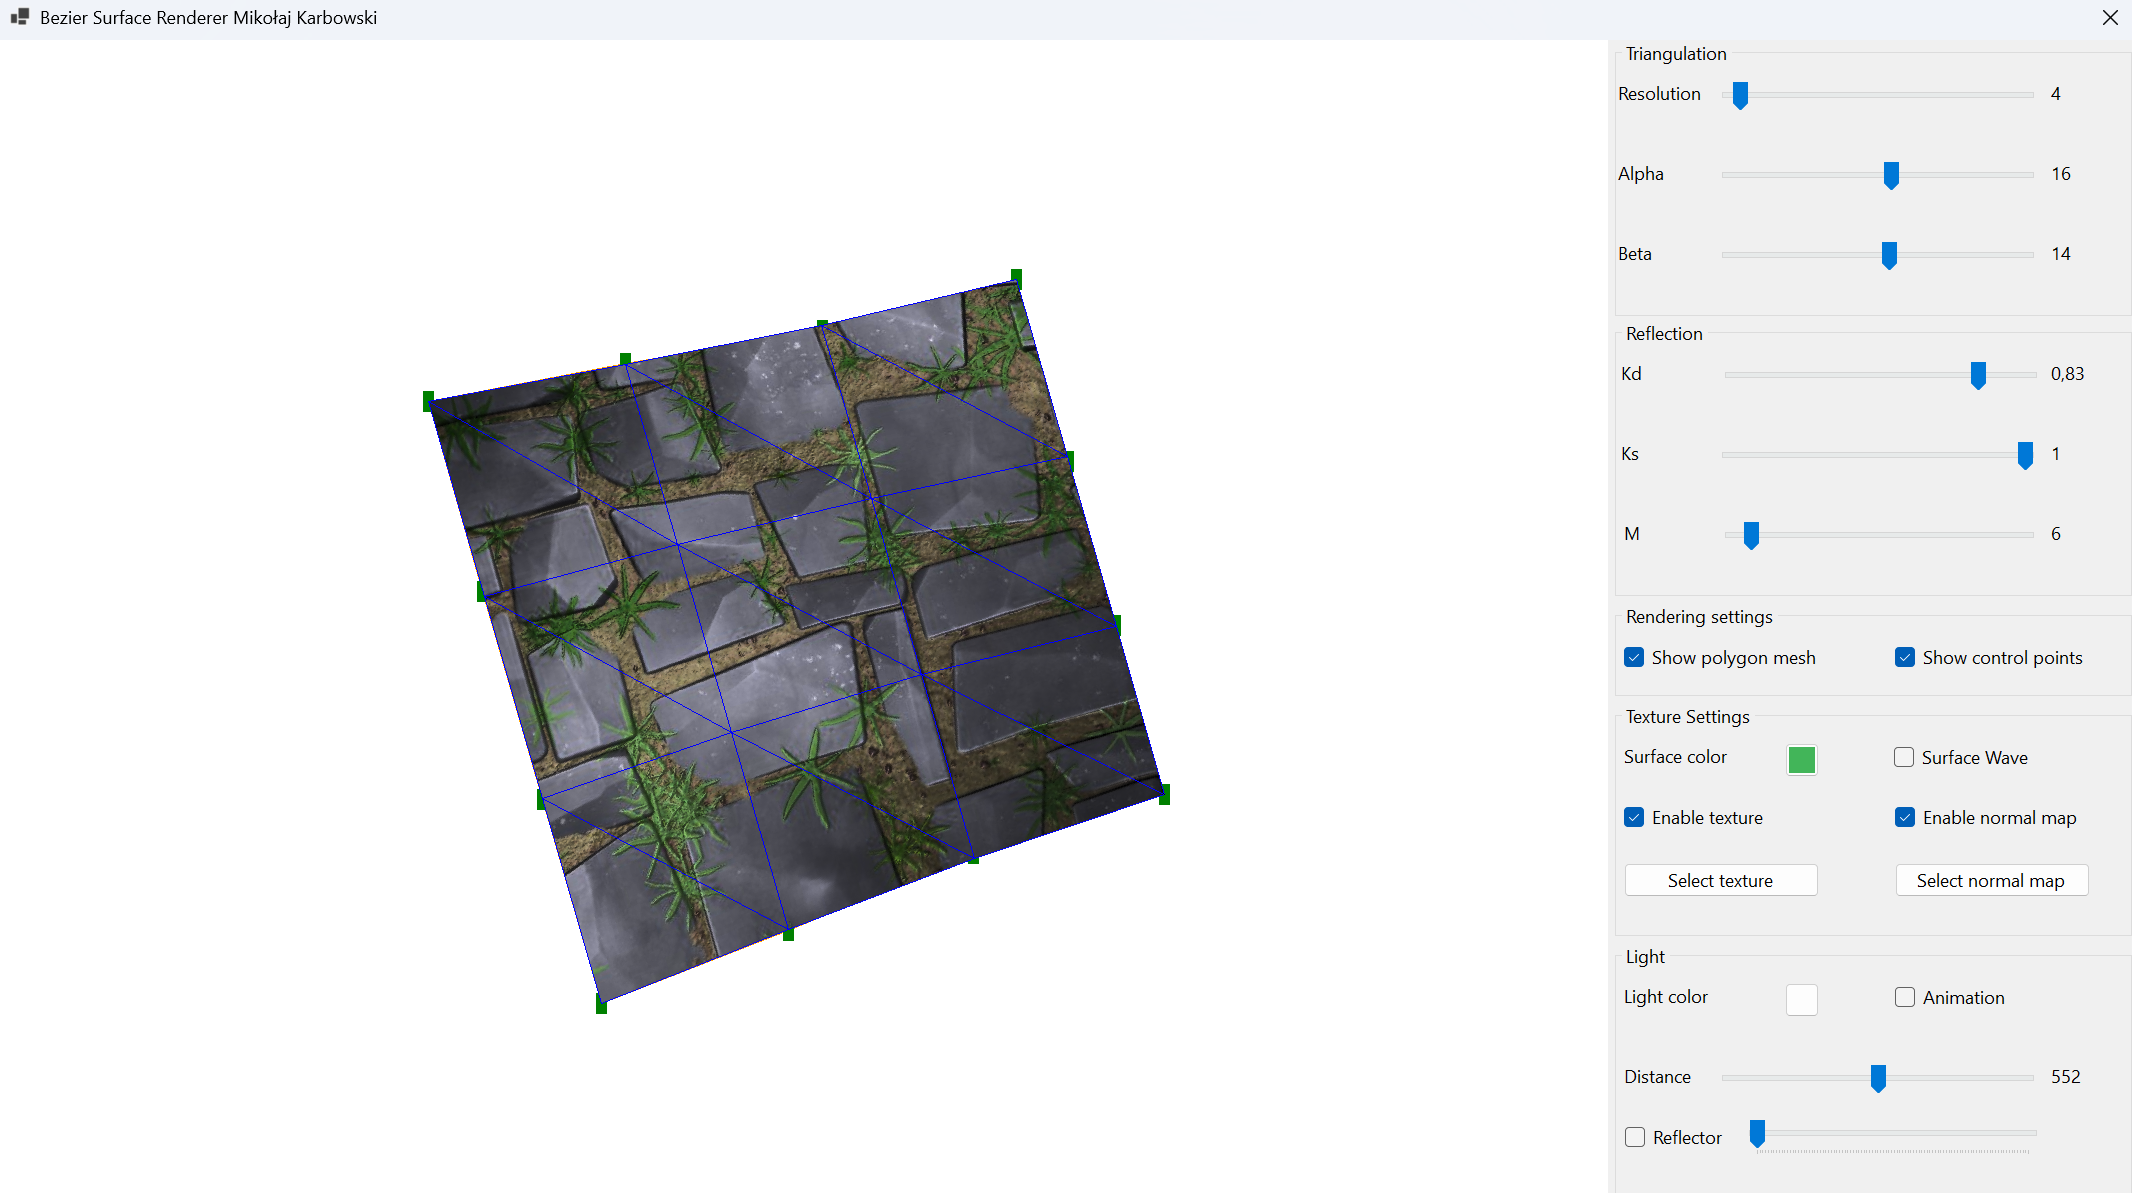 Bezier Surface Renderer Mikołaj Karbowski
Triangulation
Resolution 4
Alpha 16
Beta 14
Reflection
Kd 0,83
Ks 1
M 6
Rendering settings
Show polygon mesh Show control points
Texture Settings
Surface color Surface Wave
Enable texture Enable normal map
Select texture Select normal map
Light
Light color Animation
Distance 552
Reflector